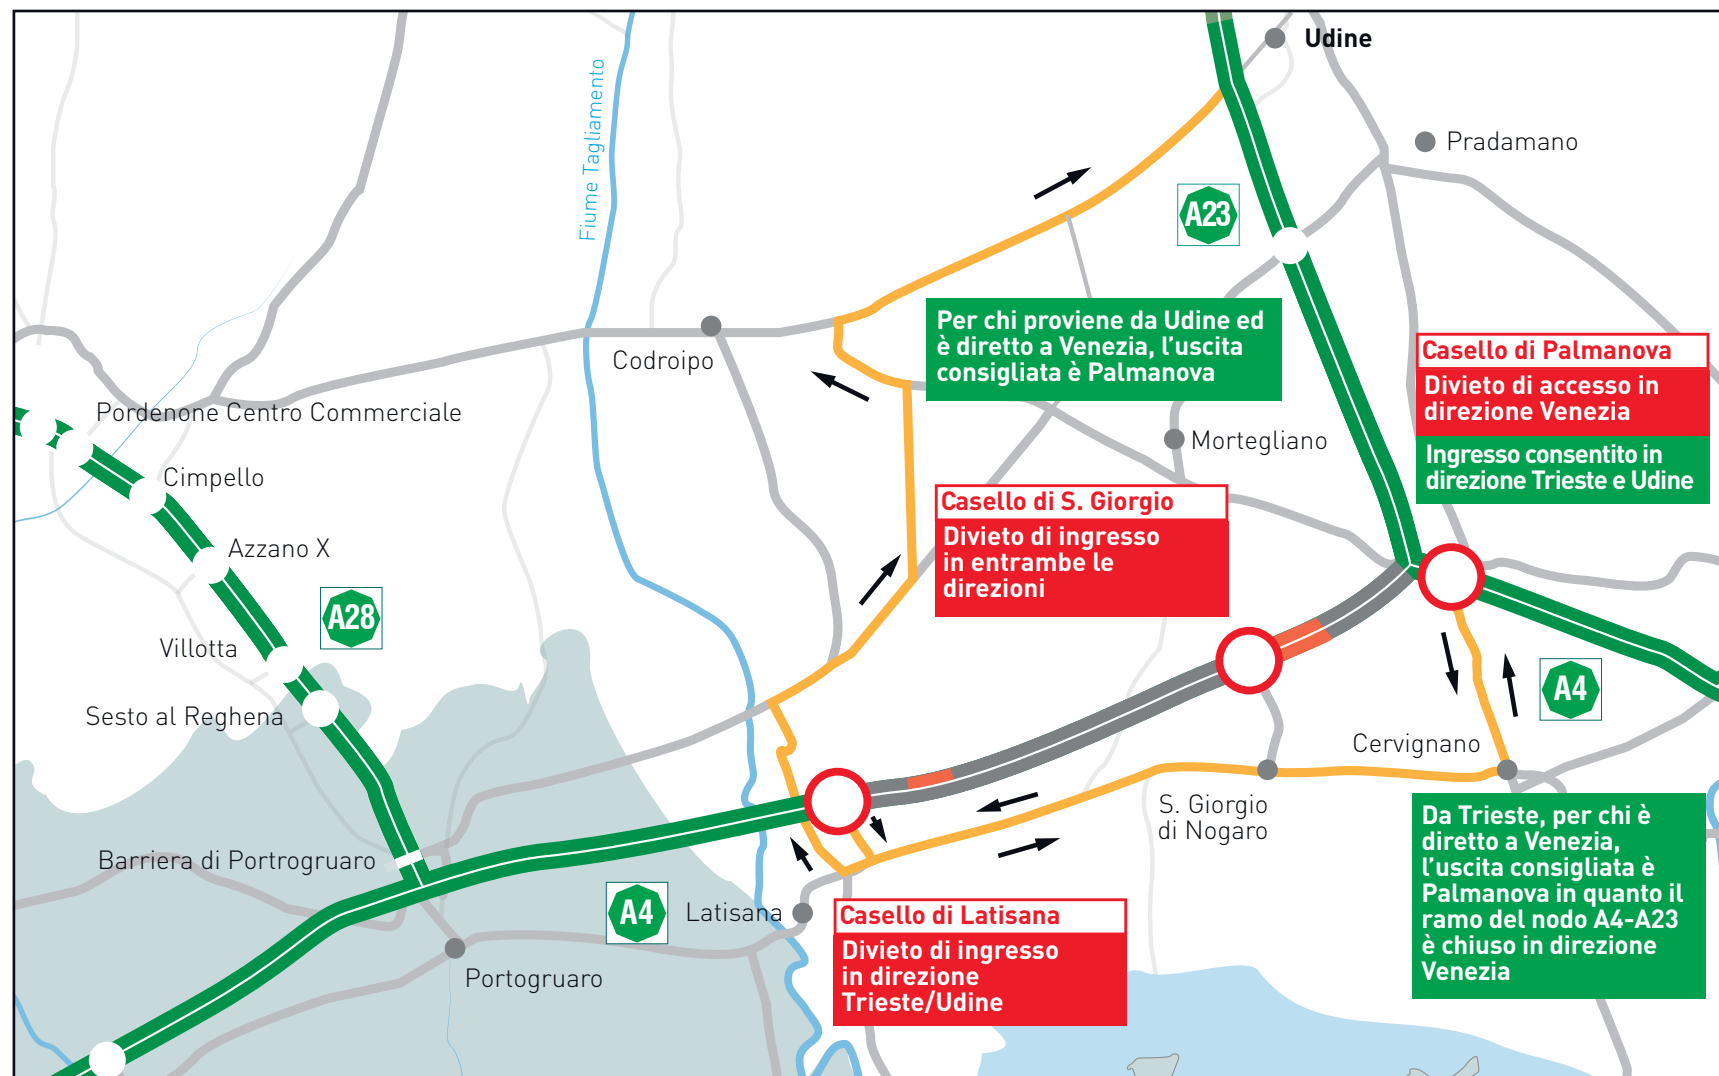 Udine
Fiume Tagliamento
Pradamano
A23
Per chi proviene da Udine ed
è diretto a Venezia, l'uscita
consigliata è Palmanova
Codroipo
Casello di Palmanova
Divieto di accesso in
direzione Venezia
Ingresso consentito in
direzione Trieste e Udine
Pordenone Centro Commerciale
Mortegliano
Cimpello
Casello di S. Giorgio
Divieto di ingresso
in entrambe le
direzioni
Azzano X
A28
Villotta
Sesto al Reghena
A4
Cervignano
S. Giorgio
di Nogaro
Barriera di Portrogruaro
A4
Latisana
Casello di Latisana
Divieto di ingresso
in direzione
Trieste/Udine
Da Trieste, per chi è
diretto a Venezia,
l'uscita consigliata è
Palmanova in quanto il
ramo del nodo A4-A23
è chiuso in direzione
Venezia
Portogruaro